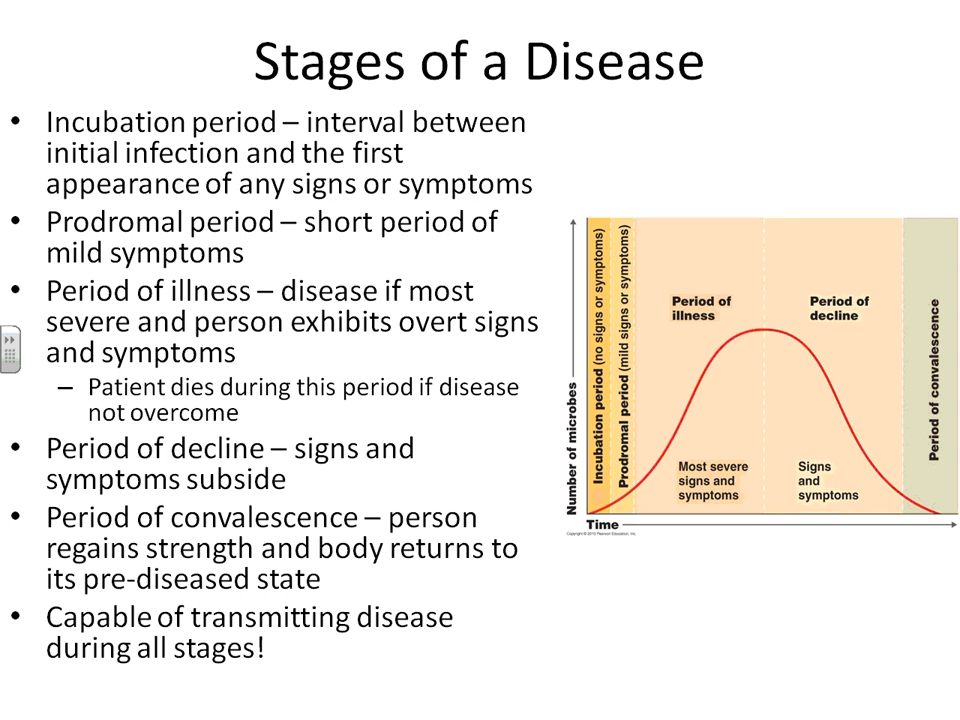 Stages of a Disease
• Incubation period – interval between
initial infection and the first
appearance of any signs or symptoms
• Prodromal period – short period of
mild symptoms
• Period of illness – disease if most
severe and person exhibits overt signs
and symptoms
– Patient dies during this period if disease
not overcome
• Period of decline – signs and
symptoms subside
• Period of convalescence – person
regains strength and body returns to
its pre-diseased state
• Capable of transmitting disease
during all stages!
Number of microbes
Incubation period (no signs or symptoms)
Prodromal period (mild signs or symptoms)
Period of
illness
Period of
decline
Most severe
signs and
symptoms
Signs
and
symptoms
Period of convalescence
Time
Copyright © 2010 Pearson Education, Inc.